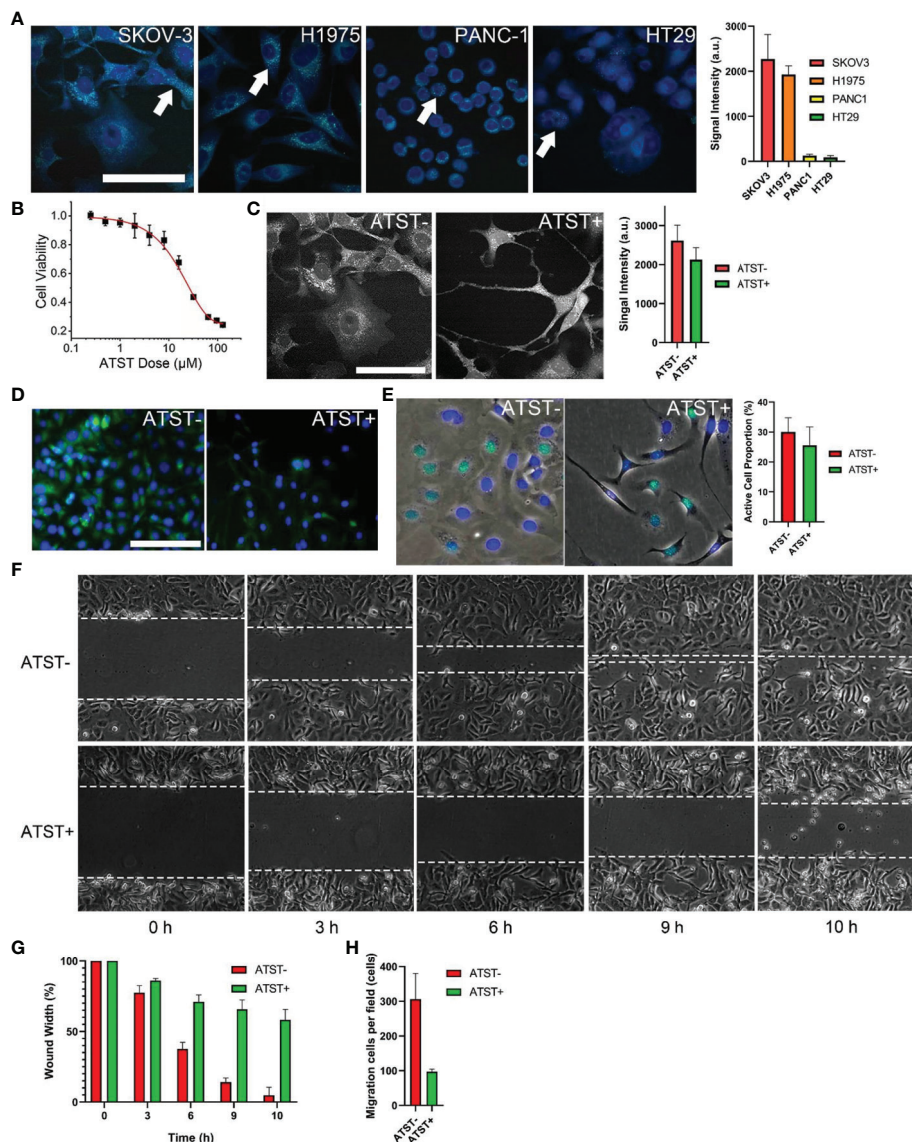 A
SKOV-3
H1975
PANC-1
HT29
Signal Intensity (a.u.)
3000
2000
1000
0
SKOV3
H1975
PANC1
HT29
SKOV3
H1975
PANC1
HT29
B
Cell Viability
1.0
0.8
0.6
0.4
0.2
0.1 1 10 100
ATST Dose (µM)
C
ATST-
ATST+
Singal Intensity (a.u.)
6000
4000
2000
0
ATST-
ATST+
ATST-
ATST+
D
ATST-
ATST+
E
ATST-
ATST+
Active Cell Proportion (%)
40
30
20
10
0
ATST-
ATST+
ATST-
ATST+
F
ATST-
ATST+
0 h 3 h 6 h 9 h 10 h
G
Wound Width (%)
100
50
0
0 3 6 9 10
Time (h)
ATST-
ATST+
H
Migration cells per field (cells)
400
300
200
100
0
ATST-
ATST+
ATST-
ATST+